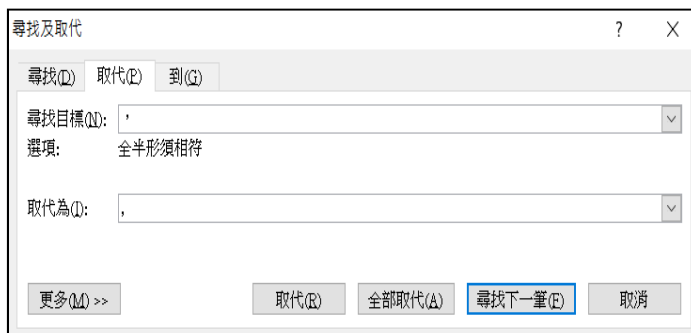 尋找及取代 ? X
尋找(D) 取代(P) 到(G)
尋找目標(N): ，
選項: 全半形須相符
取代為(I): ,
更多(M) >> 取代(R) 全部取代(A) 尋找下一筆(F) 取消